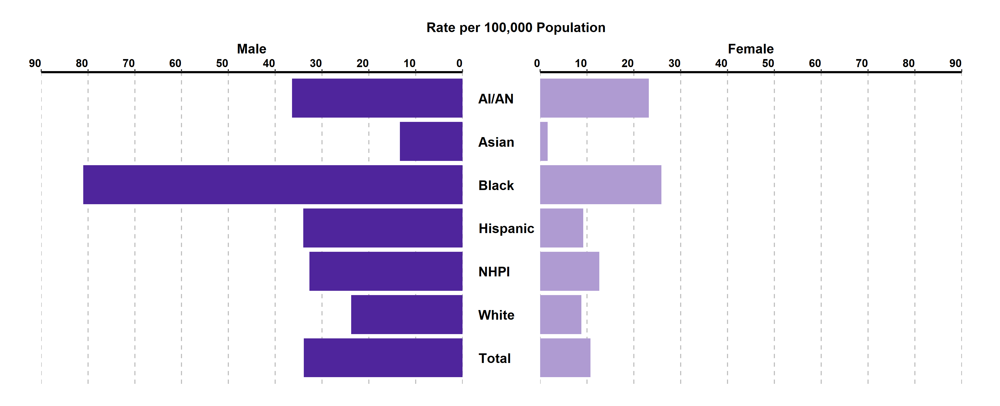 Rate per 100,000 Population
Male Female
90 80 70 60 50 40 30 20 10 0 0 10 20 30 40 50 60 70 80 90
AI/AN
Asian
Black
Hispanic
NHPI
White
Total